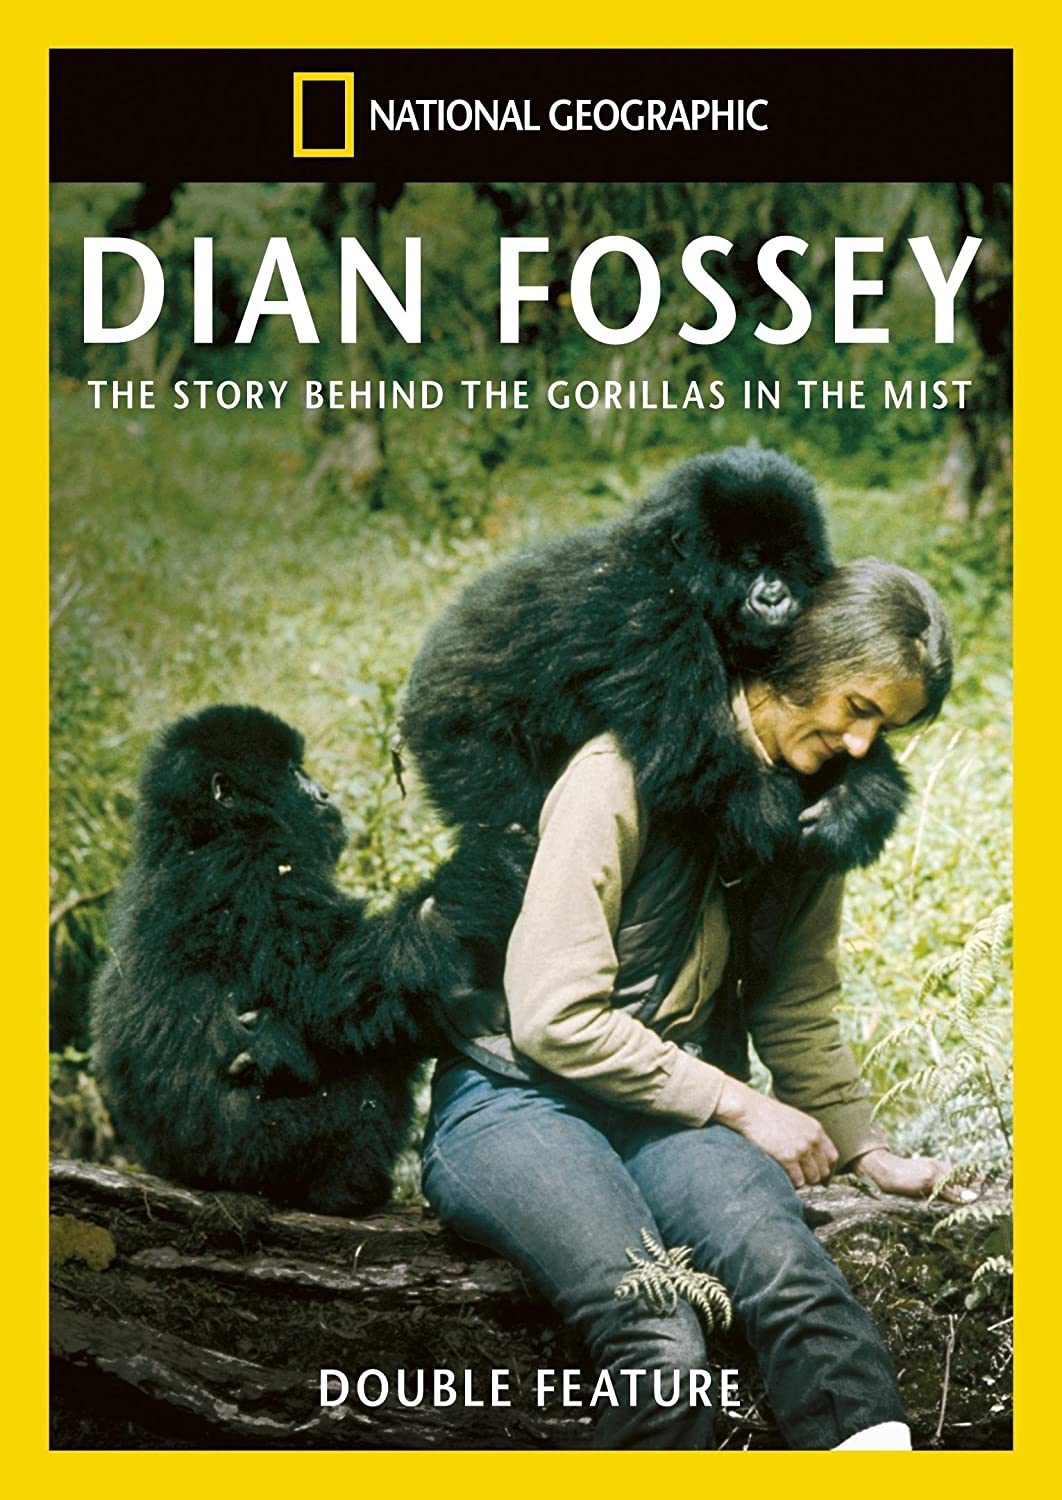 NATIONAL GEOGRAPHIC
DIAN FOSSEY
THE STORY BEHIND THE GORILLAS IN THE MIST
DOUBLE FEATURE